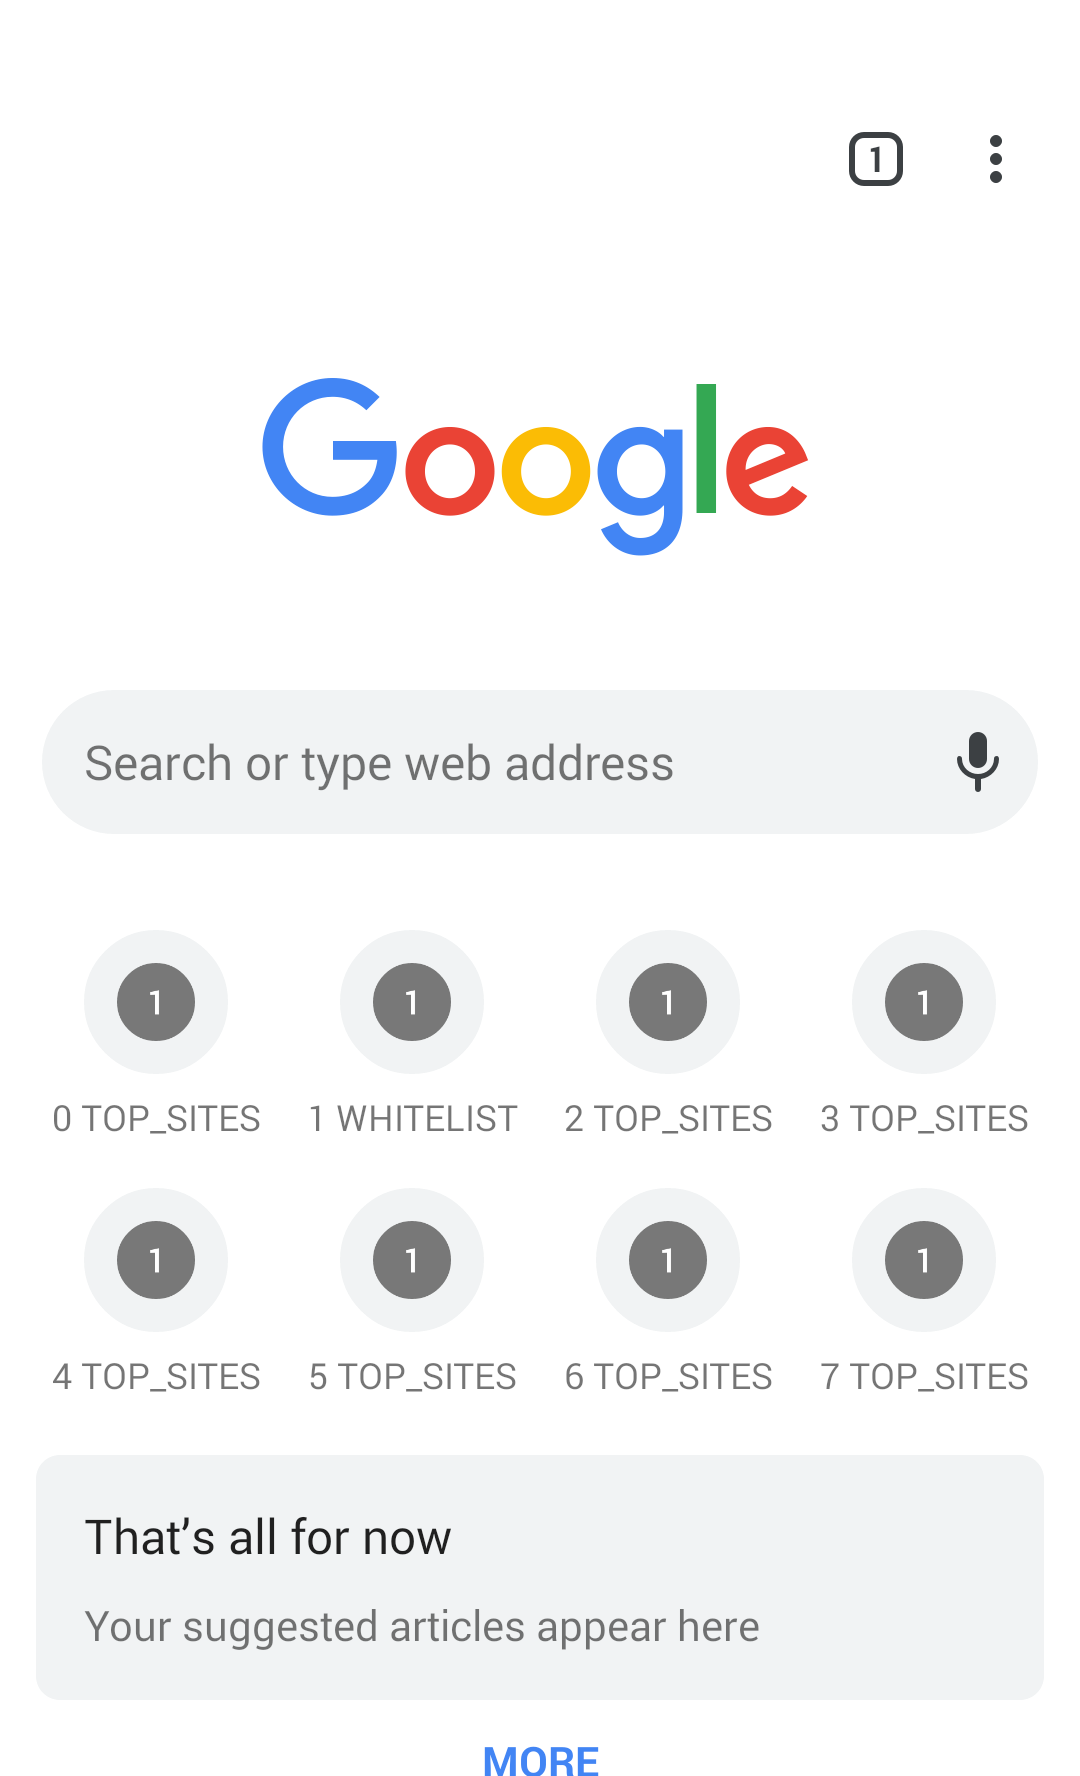 1
Google
Search or type web address
1 1 1 1
0 TOP_SITES 1 WHITELIST 2 TOP_SITES 3 TOP_SITES
1 1 1 1
4 TOP_SITES 5 TOP_SITES 6 TOP_SITES 7 TOP_SITES
That’s all for now
Your suggested articles appear here
MORE